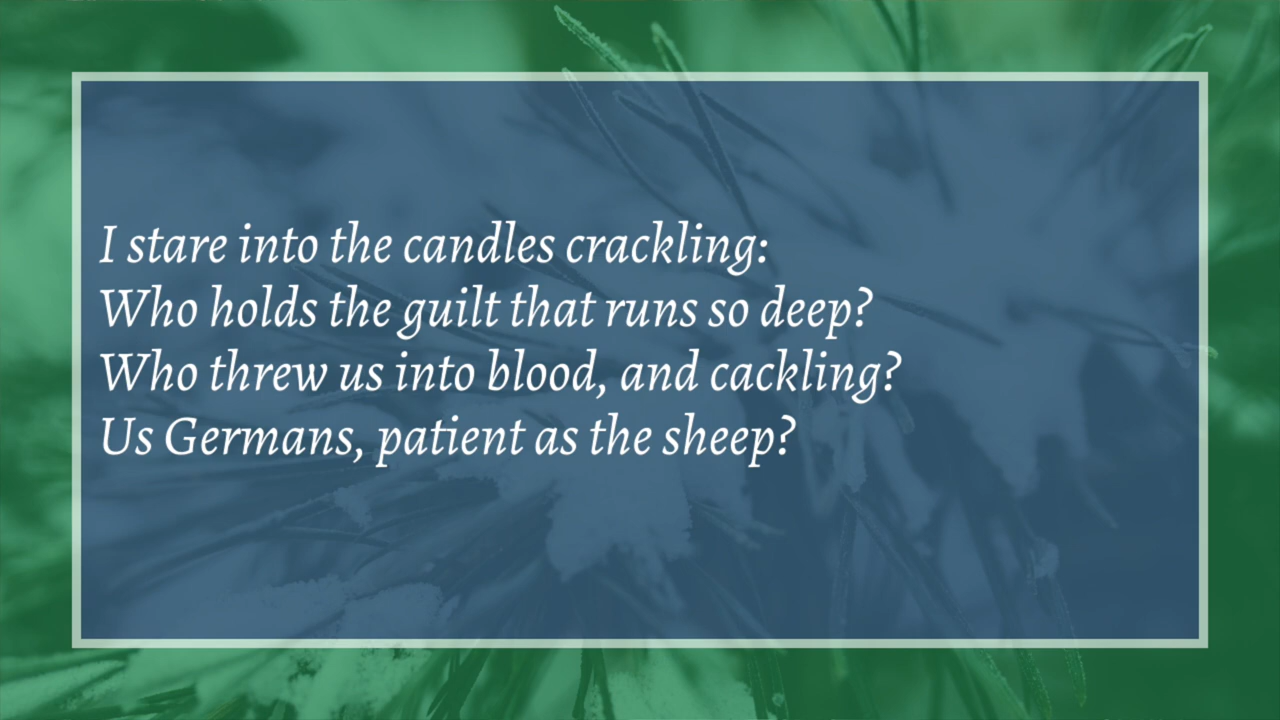 I stare into the candles crackling:
Who holds the guilt that runs so deep?
Who threw us into blood, and cackling?
Us Germans, patient as the sheep?